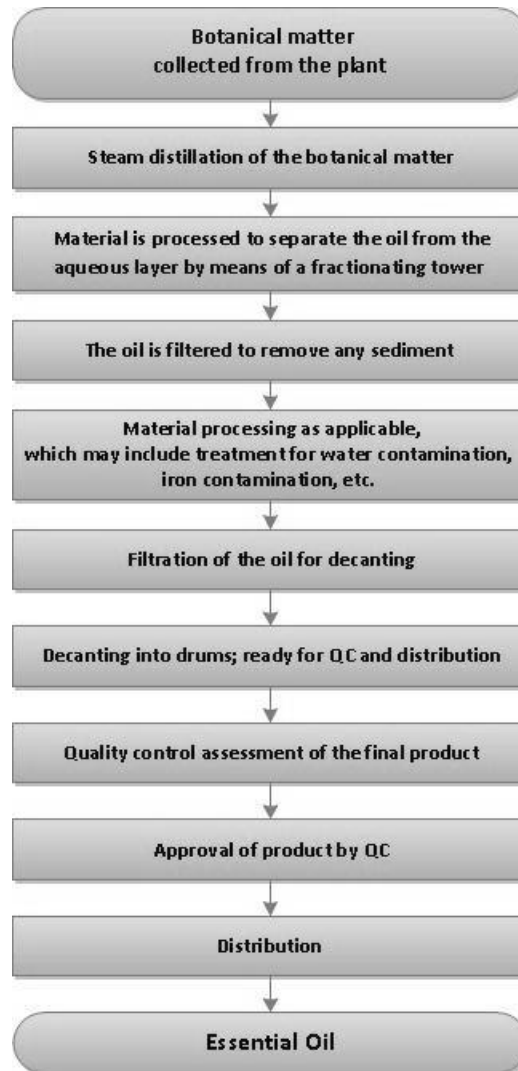 Botanical matter
collected from the plant
Steam distillation of the botanical matter
Material is processed to separate the oil from the
aqueous layer by means of a fractionating tower
The oil is filtered to remove any sediment
Material processing as applicable,
which may include treatment for water contamination,
iron contamination, etc.
Filtration of the oil for decanting
Decanting into drums; ready for QC and distribution
Quality control assessment of the final product
Approval of product by QC
Distribution
Essential Oil